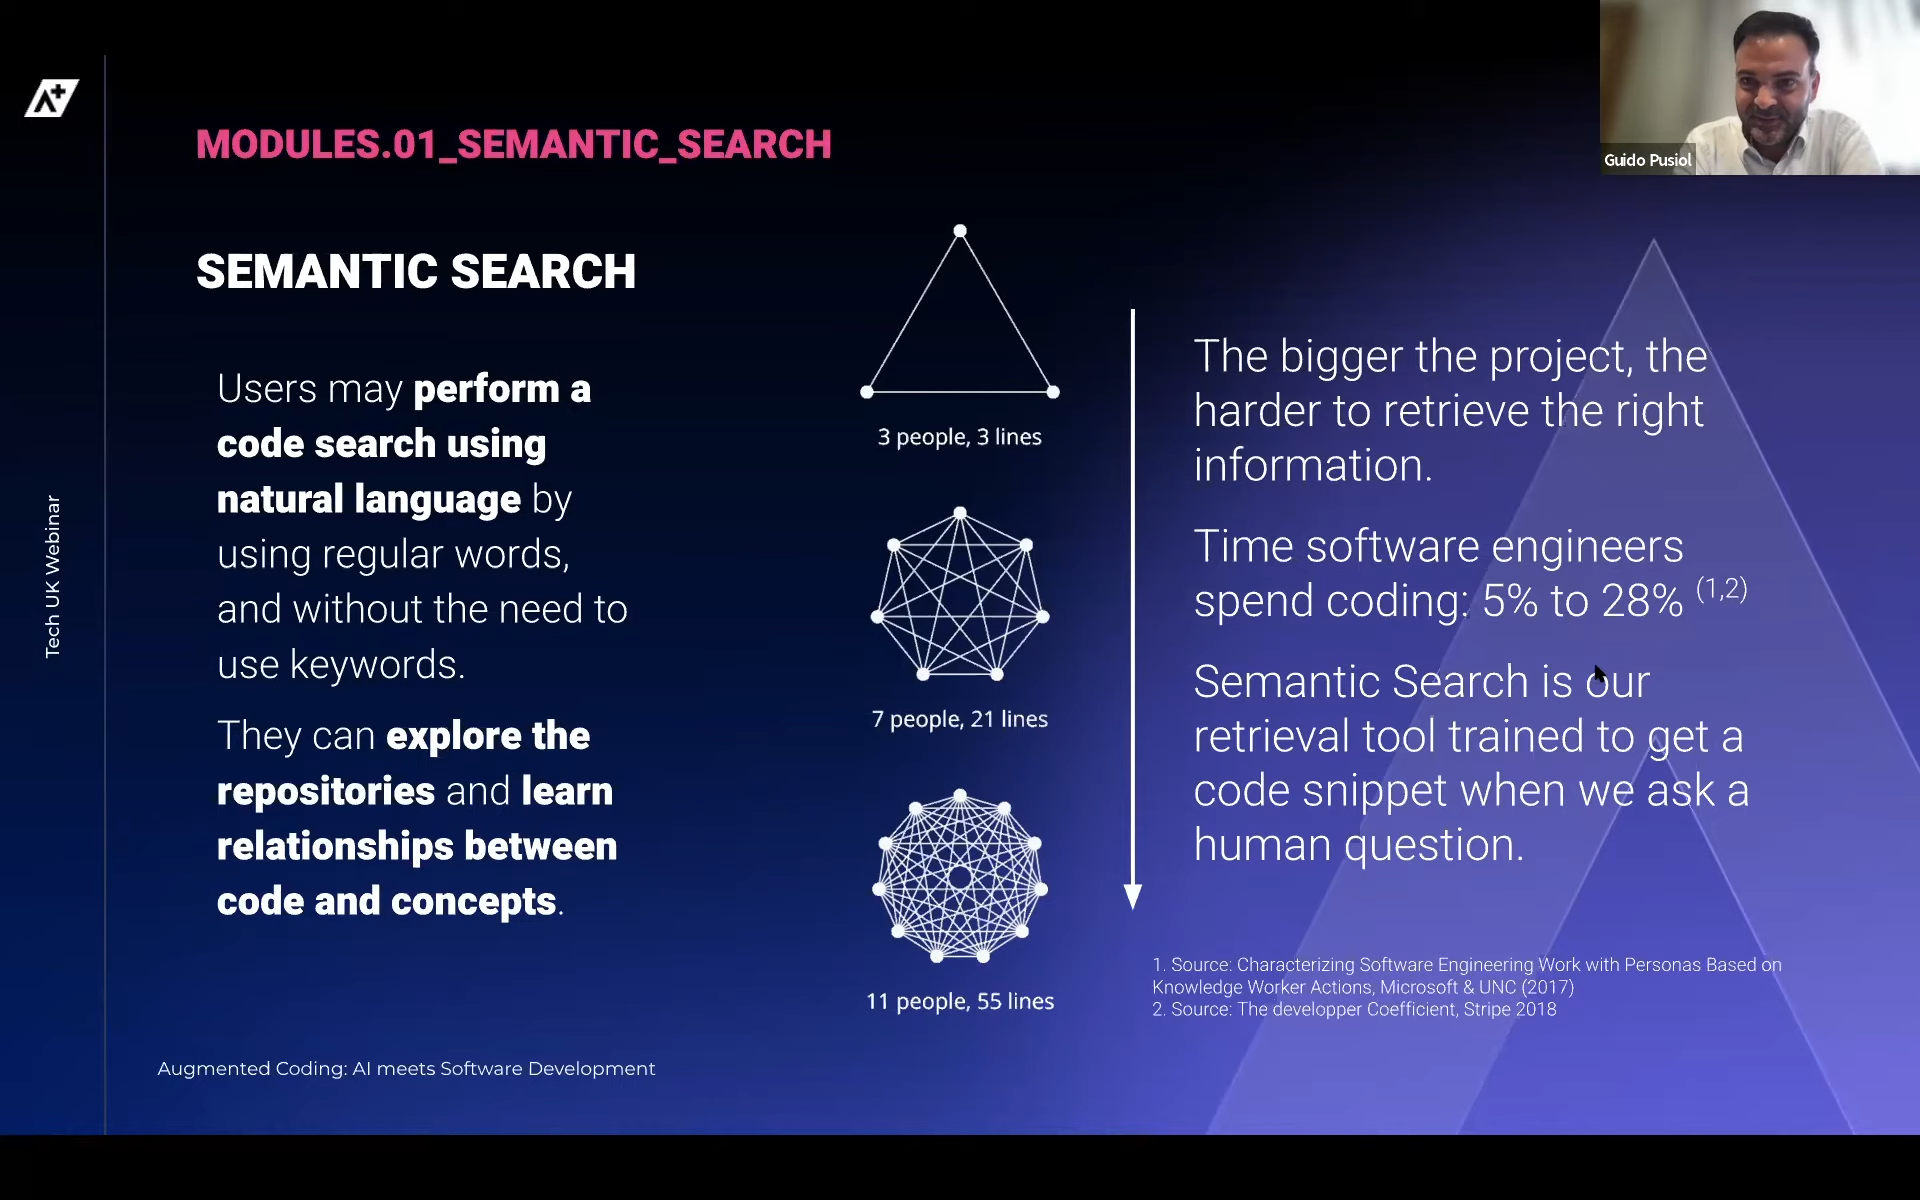 Guido Pusiol
MODULES.01_SEMANTIC_SEARCH
SEMANTIC SEARCH
Users may perform a
code search using
natural language by
using regular words,
and without the need to
use keywords.
They can explore the
repositories and learn
relationships between
code and concepts.
3 people, 3 lines
7 people, 21 lines
11 people, 55 lines
The bigger the project, the
harder to retrieve the right
information.
Time software engineers
spend coding: 5% to 28% (1,2)
Semantic Search is our
retrieval tool trained to get a
code snippet when we ask a
human question.
1. Source: Characterizing Software Engineering Work with Personas Based on
Knowledge Worker Actions, Microsoft & UNC (2017)
2. Source: The developper Coefficient, Stripe 2018
Tech UK Webinar
Augmented Coding: AI meets Software Development